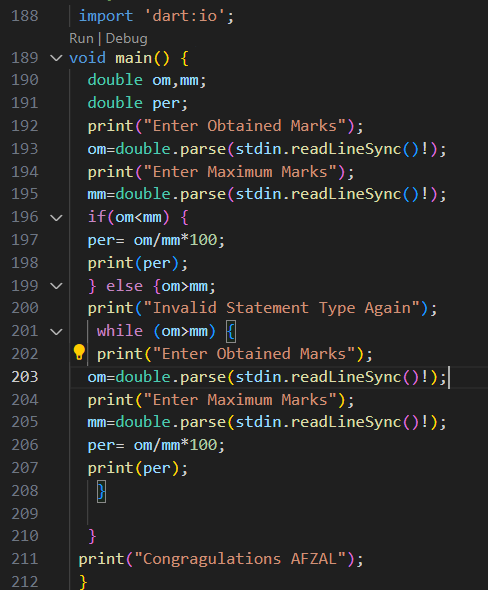 188 import 'dart:io';
Run | Debug
189 void main() {
190 double om,mm;
191 double per;
192 print("Enter Obtained Marks");
193 om=double.parse(stdin.readLineSync()!);
194 print("Enter Maximum Marks");
195 mm=double.parse(stdin.readLineSync()!);
196 if(om<mm) {
197 per= om/mm*100;
198 print(per);
199 } else {om>mm;
200 print("Invalid Statement Type Again");
201 while (om>mm) {
202 print("Enter Obtained Marks");
203 om=double.parse(stdin.readLineSync()!);
204 print("Enter Maximum Marks");
205 mm=double.parse(stdin.readLineSync()!);
206 per= om/mm*100;
207 print(per);
208 }
209
210 }
211 print("Congragulations AFZAL");
212 }